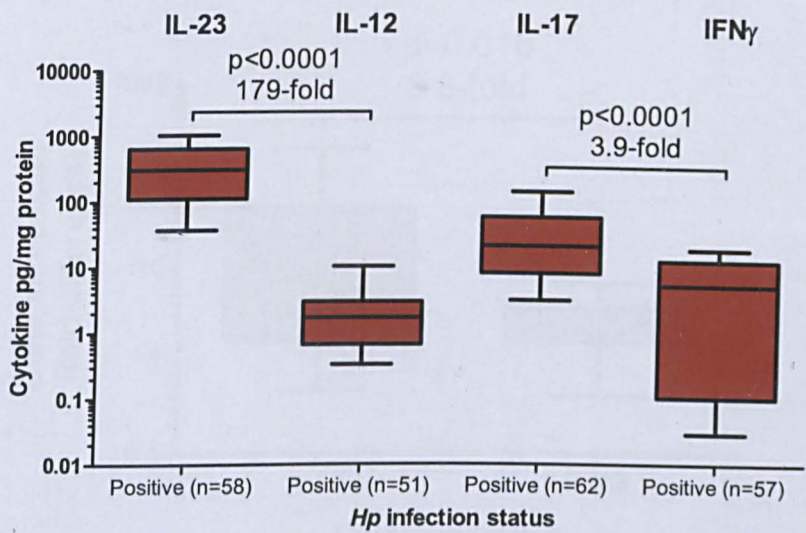 IL-23 IL-12 IL-17 IFNγ
p<0.0001
179-fold
p<0.0001
3.9-fold
10000
1000
100
10
1
0.1
0.01
Cytokine pg/mg protein
Positive (n=58) Positive (n=51) Positive (n=62) Positive (n=57)
Hp infection status